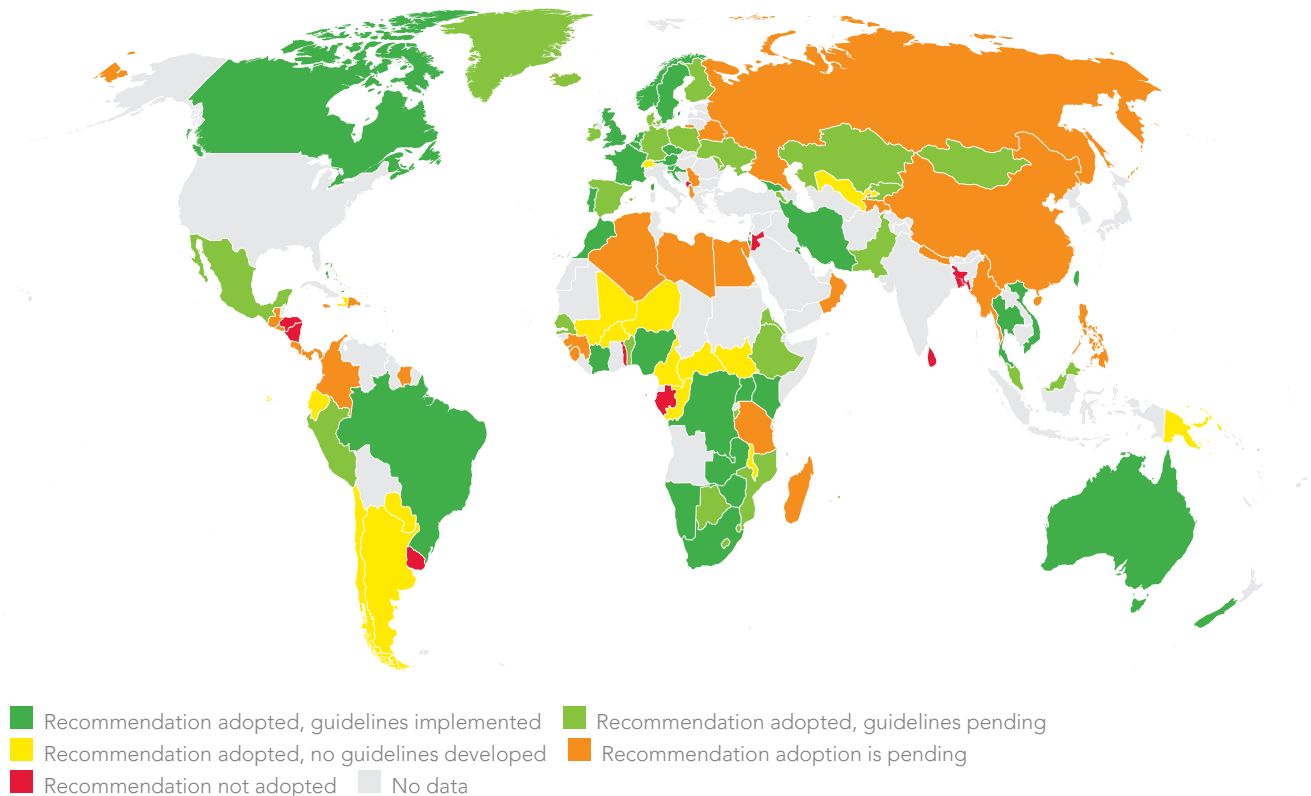 Recommendation adopted, guidelines implemented Recommendation adopted, guidelines pending
Recommendation adopted, no guidelines developed Recommendation adoption is pending
Recommendation not adopted No data